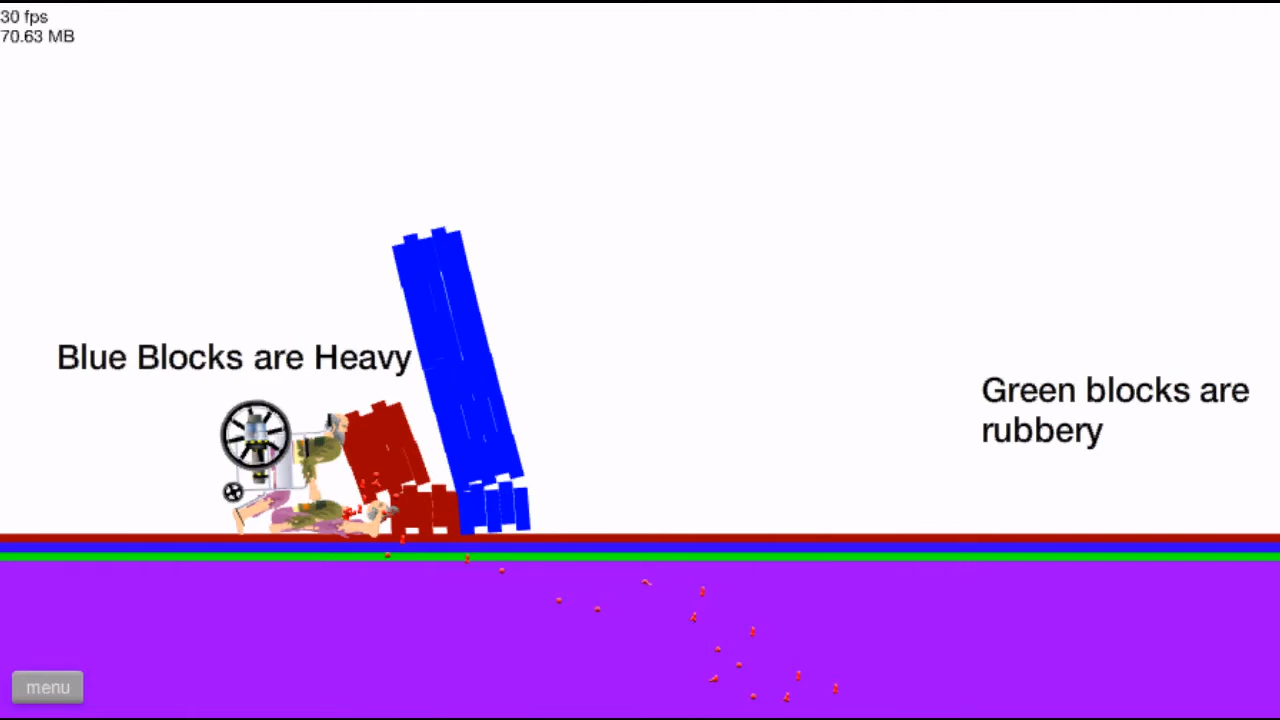 30 fps
70.63 MB
Blue Blocks are Heavy
Green blocks are
rubbery
menu